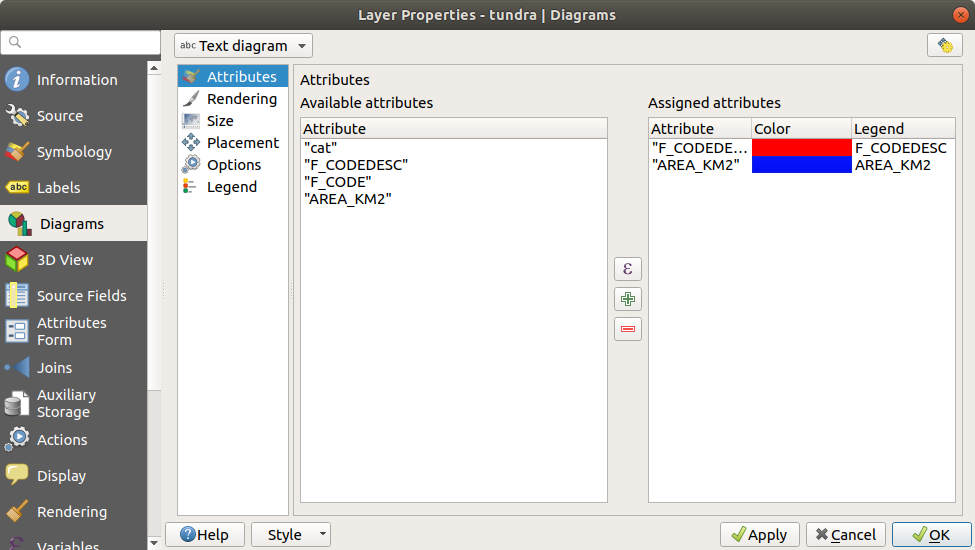 Layer Properties - tundra | Diagrams
abc Text diagram
Information
Source
Symbology
abc Labels
Diagrams
3D View
Source Fields
Attributes
Form
Joins
Auxiliary
Storage
Actions
Display
Rendering
Variables
Attributes
Rendering
Size
Placement
Options
Legend
Attributes
Available attributes
Attribute
"cat"
"F_CODEDESC"
"F_CODE"
"AREA_KM2"
ε
Assigned attributes
Attribute Color Legend
"F_CODEDE... F_CODEDESC
"AREA_KM2" AREA_KM2
Help Style Apply Cancel OK